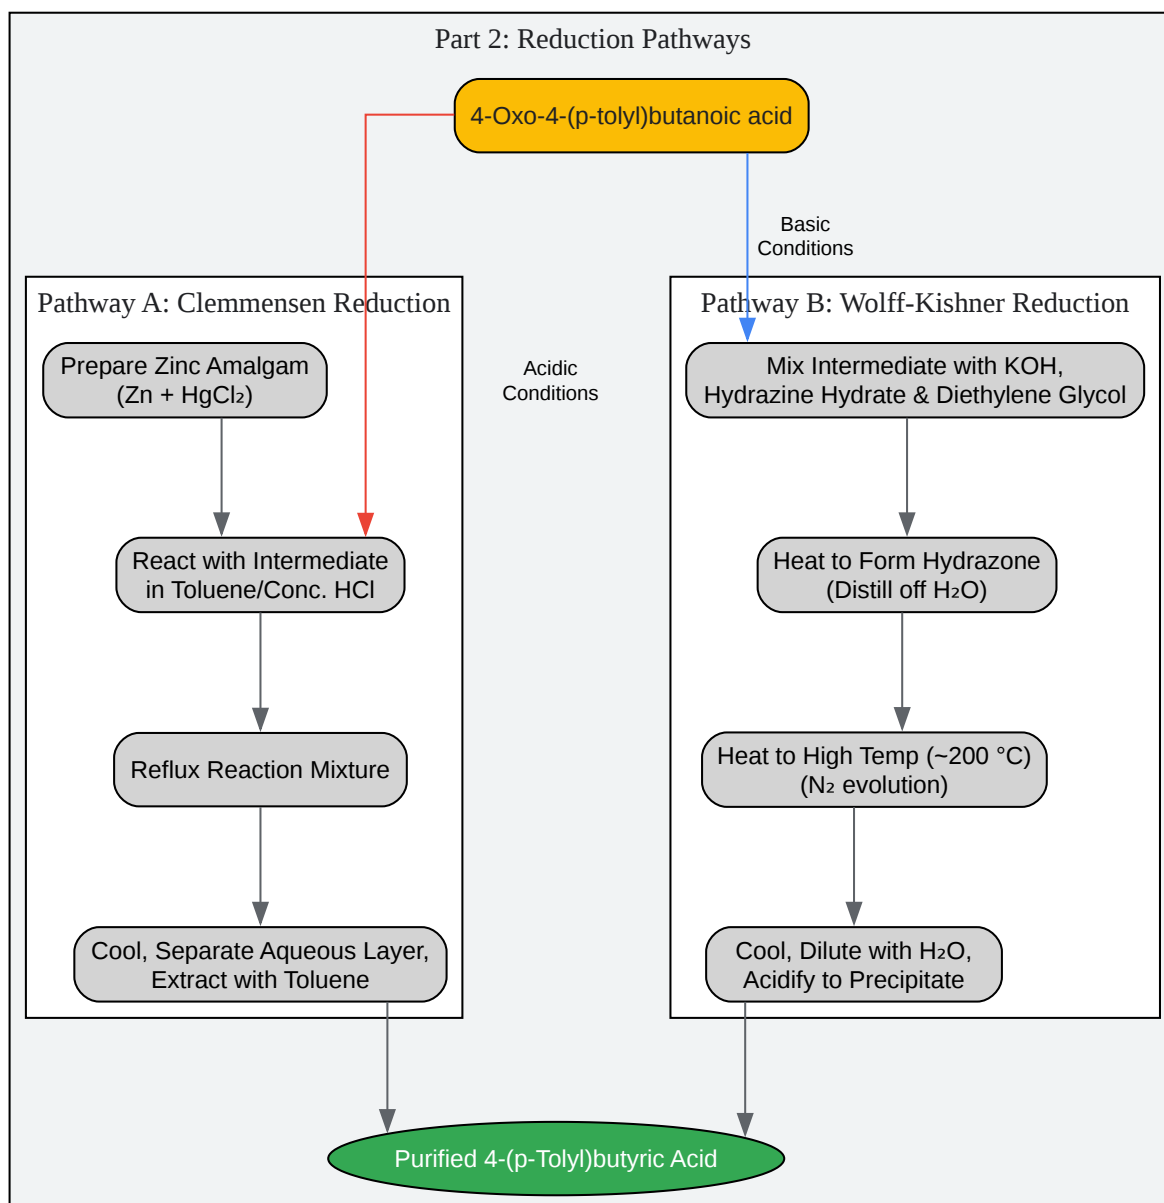 Part 2: Reduction Pathways
4-Oxo-4-(p-tolyl)butanoic acid
Basic
Conditions
Pathway A: Clemmensen Reduction
Prepare Zinc Amalgam
(Zn + HgCl₂)
React with Intermediate
in Toluene/Conc. HCl
Reflux Reaction Mixture
Cool, Separate Aqueous Layer,
Extract with Toluene
Acidic
Conditions
Pathway B: Wolff-Kishner Reduction
Mix Intermediate with KOH,
Hydrazine Hydrate & Diethylene Glycol
Heat to Form Hydrazone
(Distill off H₂O)
Heat to High Temp (~200 °C)
(N₂ evolution)
Cool, Dilute with H₂O,
Acidify to Precipitate
Purified 4-(p-Tolyl)butyric Acid